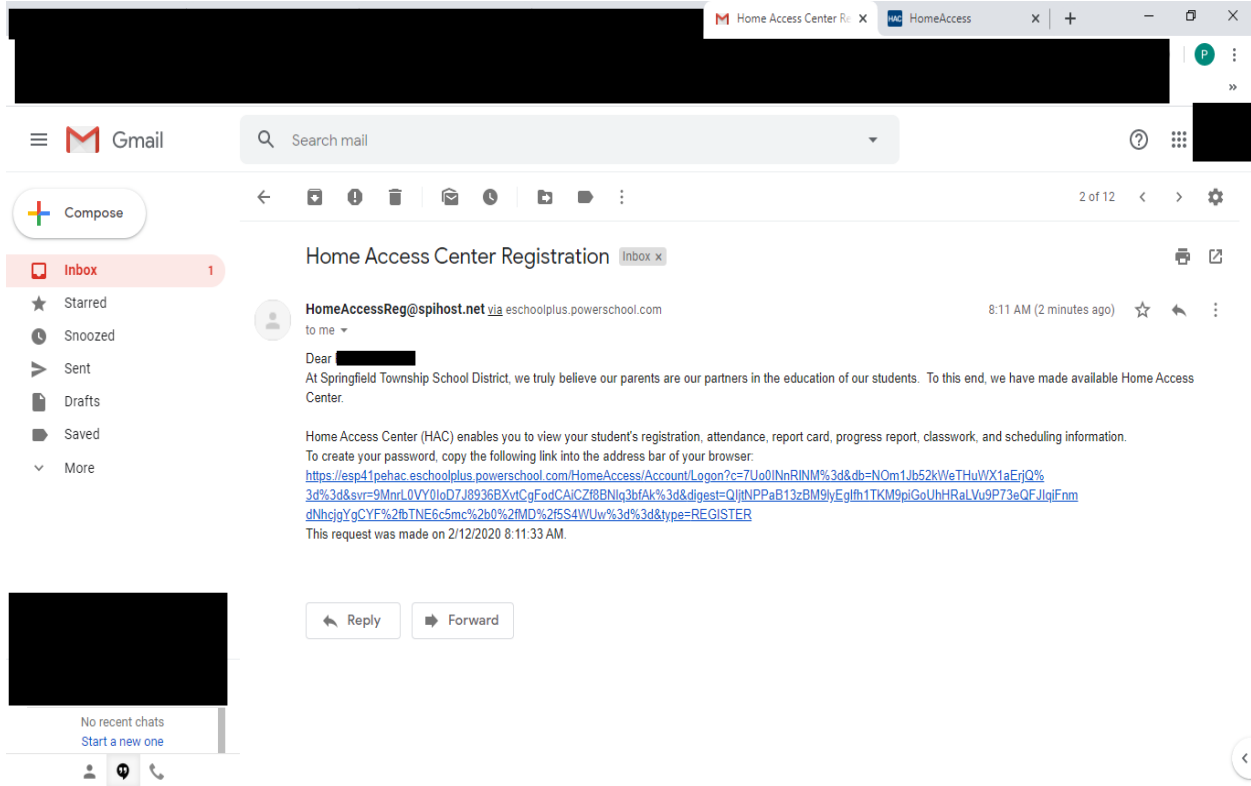 Home Access Center Re
HAC HomeAccess
P
Gmail
Search mail
Compose
2 of 12
Inbox 1
Starred
Snoozed
Sent
Drafts
Saved
More
Home Access Center Registration Inbox x
HomeAccessReg@spihost.net via eschoolplus.powerschool.com 8:11 AM (2 minutes ago)
to me
Dear
At Springfield Township School District, we truly believe our parents are our partners in the education of our students. To this end, we have made available Home Access
Center.
Home Access Center (HAC) enables you to view your student's registration, attendance, report card, progress report, classwork, and scheduling information.
To create your password, copy the following link into the address bar of your browser:
https://esp41pehac.eschoolplus.powerschool.com/HomeAccess/Account/Logon?c=7Uo0INnRINM%3d&db=NOm1Jb52kWeTHuWX1aErjQ%
3d%3d&svr=9MnrL0VY0IoD7J8936BXvtCgFodCAiCZf8BNlq3bfAk%3d&digest=QIjtNPPaB13zBM9lyEglfh1TKM9piGoUhHRaLVu9P73eQFJIqiFnm
dNhcjgYgCYF%2fbTNE6c5mc%2b0%2fMD%2f5S4WUw%3d%3d&type=REGISTER
This request was made on 2/12/2020 8:11:33 AM.
Reply Forward
No recent chats
Start a new one